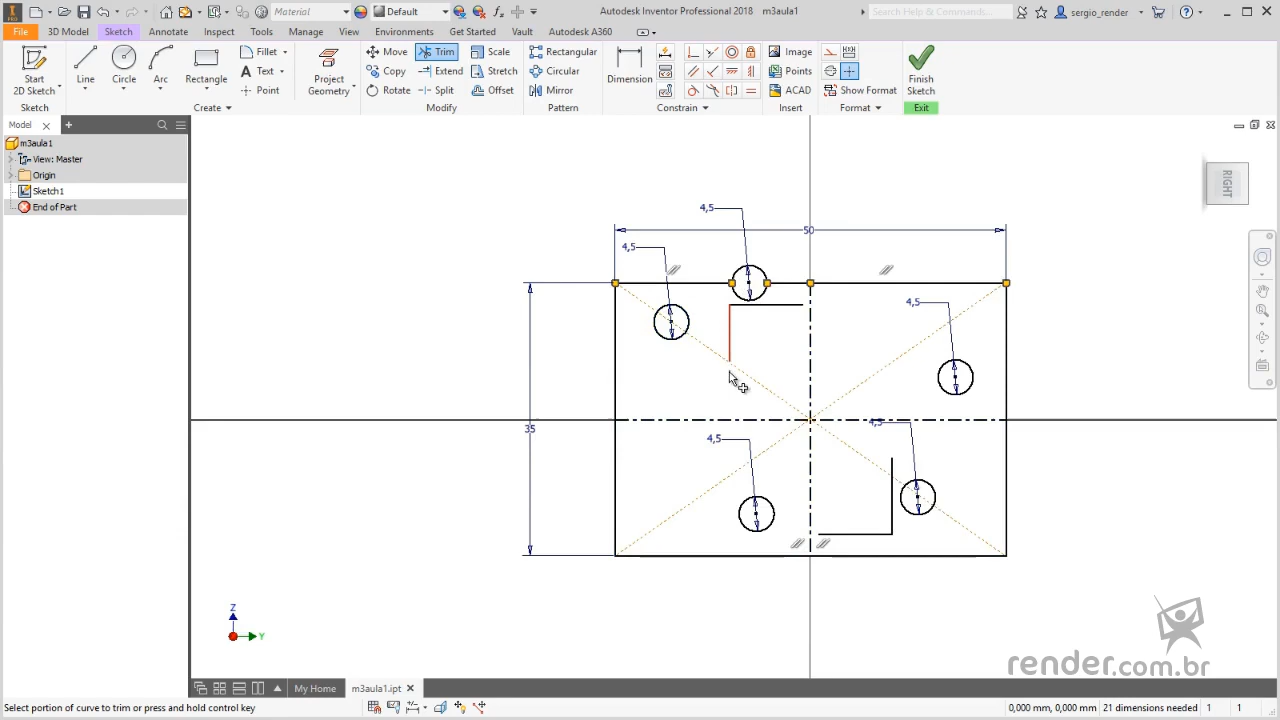 Material
Default
Autodesk Inventor Professional 2018 m3aula1
Search Help & Commands...
sergio_render
File
3D Model
Sketch
Annotate
Inspect
Tools
Manage
View
Environments
Get Started
Vault
Autodesk A360
Start
2D Sketch
Line
Circle
Arc
Rectangle
Fillet
Text
Point
Project
Geometry
Move
Trim
Scale
Copy
Extend
Stretch
Rotate
Split
Offset
Rectangular
Circular
Mirror
Dimension
Image
Points
ACAD
Show Format
Finish
Sketch
Sketch
Create
Modify
Pattern
Constrain
Insert
Format
Exit
Model
m3aula1
View: Master
Origin
Sketch1
End of Part
RIGHT
4,5
50
4,5
4,5
35
4,5
4,5
Z
Y
render.com.br
My Home
m3aula1.ipt
Select portion of curve to trim or press and hold control key
0,000 mm, 0,000 mm
21 dimensions needed
1
1